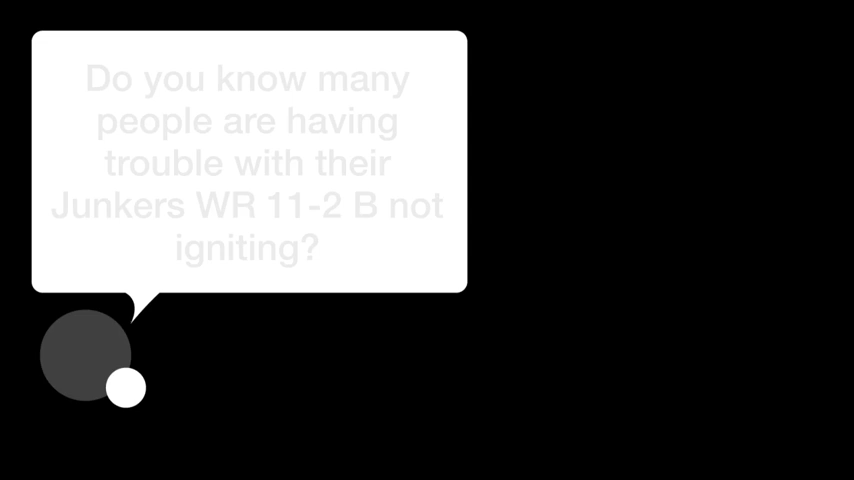 Do you know many
people are having
trouble with their
Junkers WR 11-2 B not
igniting?